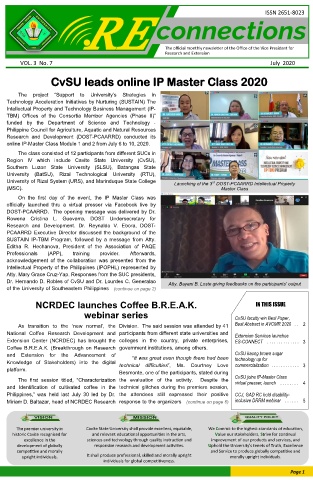 ISSN 2651-8023
REconnections
The official monthly newsletter of the Office of the Vice President for
Research and Extension
VOL. 3 No. 7 July 2020
CvSU leads online IP Master Class 2020
The project "Support to University's Strategies in
Technology Acceleration Initiatives by Nurturing (SUSTAIN) The
Intellectual Property and Technology Business Management (IP-
TBM) Offices of the Consortia Member Agencies (Phase II)"
funded by the Department of Science and Technology -
Philippine Council for Agriculture, Aquatic and Natural Resources
Research and Development (DOST-PCAARRD) conducted its
online IP Master Class Module 1 and 2 from July 6 to 10, 2020.
The class consisted of 12 participants from different SUCs in
Region IV which include Cavite State University (CvSU),
Southern Luzon State University (SLSU), Batangas State
University (BatSU), Rizal Technological University (RTU),
University of Rizal System (URS), and Marinduque State College
(MSC).
On the first day of the event, the IP Master Class was
officially launched thru a virtual presser via Facebook live by
DOST-PCAARRD. The opening message was delivered by Dr.
Rowena Cristina L. Guevarra, DOST Undersecretary for
Research and Development. Dr. Reynaldo V. Ebora, DOST-
PCAARRD Executive Director discussed the background of the
SUSTAIN IP-TBM Program, followed by a message from Atty.
Editha R. Hechanova, President of the Association of PAQE
Professionals (APP), training provider. Afterwards,
acknowledgement of the collaboration was presented from the
Intellectual Property of the Philippines (IPOPHL) represented by
Atty. Mary Grace Cruz-Yap. Responses from the SUC presidents,
Dr. Hernando D. Robles of CvSU and Dr. Lourdes C. Generalao
of the University of Southeastern Philippines (continue on page 2)
Launching of the 3rd DOST-PCAARRD Intellectual Property
Master Class
Atty. Bayani B. Loste giving feedbacks on the participants' output
NCRDEC launches Coffee B.R.E.A.K.
webinar series
As transition to the 'new normal', the
National Coffee Research Development and
Extension Center (NCRDEC) has brought the
Coffee B.R.E.A.K. (Breakthrough on Research
and Extension for the Advancement of
Knowledge of Stakeholders) into the digital
platform.
The first session titled, "Characterization
and Identification of cultivated coffee in the
Philippines," was held last July 30 led by Dr.
Miriam D. Baltazar, head of NCRDEC Research
Division. The said session was attended by 41
participants from different state universities and
colleges in the country, private enterprises,
government institutions, among others.
"It was great even though there had been
technical difficulties", Ms. Courtney Love
Benonante, one of the participants, stated during
the evaluation of the activity. Despite the
technical glitches during the premiere session,
the attendees still expressed their positive
response to the organizers (continue on page 5)
IN THIS ISSUE
CvSU faculty win Best Paper,
Best Abstract in AVCMR 2020 . . 2
Extension Services launches
ES-CONNECT . . . . 3
CvSU kaong brown sugar
technology up for
commercialization . . . . 3
CvSU joins IP-Master Class
virtual presser, launch . . . . 4
CCJ, GAD RC hold disability-
inclusive DRRM webinar . . . . 5
VISION
The premier university in
historic Cavite recognized for
excellence in the
development of globally
competitive and morally
upright individuals.
MISSION
Cavite State University shall provide excellent, equitable,
and relevant educational opportunities in the arts,
sciences and technology through quality instruction and
responsive research and development activities.
It shall produce professional, skilled and morally upright
individuals for global competitiveness.
QUALITY POLICY
We Commit to the highest standards of education,
Value our stakeholders, Strive for continual
improvement of our products and services, and
Uphold the University's tenets of Truth, Excellence
and Service to produce globally competitive and
morally upright individuals.
Page 1